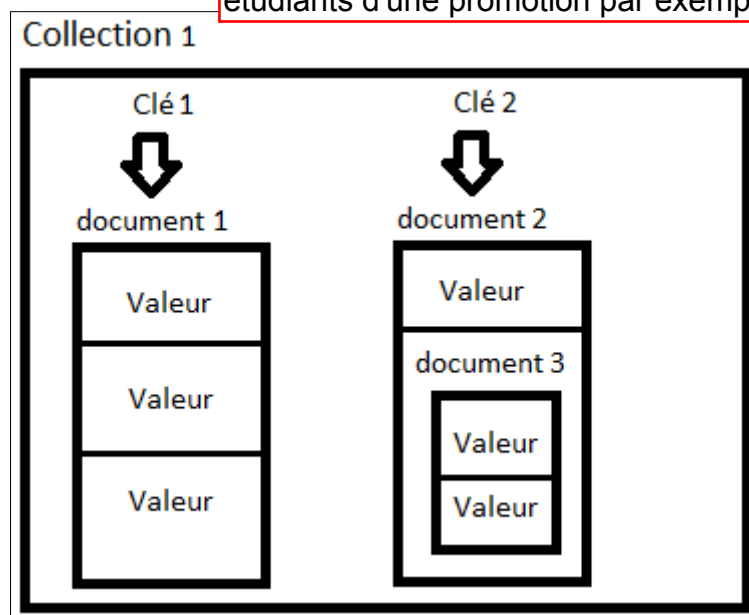 étudiants d'une promotion par exemp
Collection 1
Clé 1
Clé 2
document 1
document 2
Valeur
Valeur
Valeur
Valeur
document 3
Valeur
Valeur